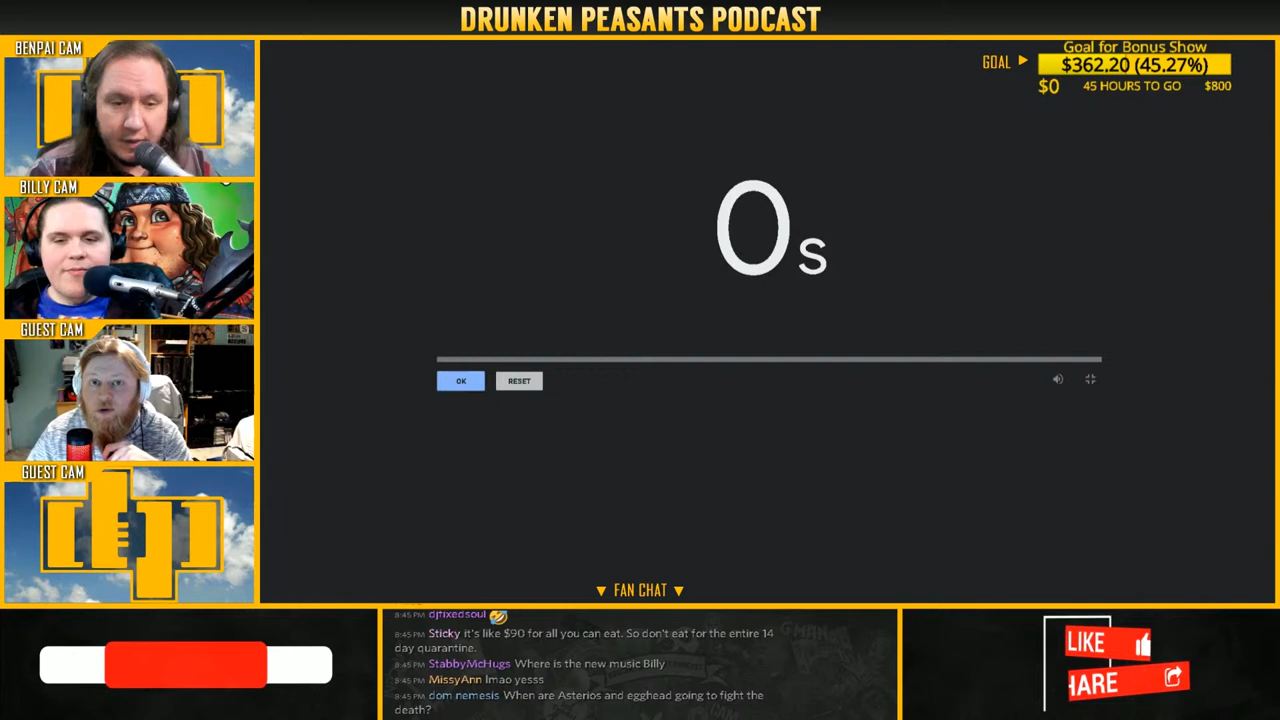 DRUNKEN PEASANTS PODCAST
BENPAI CAM
BILLY CAM
GUEST CAM
GUEST CAM
Goal for Bonus Show
GOAL ►
$362.20 (45.27%)
$0 45 HOURS TO GO $800
0s
OK RESET
▼ FAN CHAT ▼
8:45 PM djfixedsoul 🤣
8:45 PM Sticky it's like $90 for all you can eat. So don't eat for the entire 14
day quarantine.
8:45 PM StabbyMcHugs Where is the new music Billy
8:45 PM MissyAnn lmao yesss
8:45 PM dom nemesis When are Asterios and egghead going to fight the
death?
LIKE
HARE